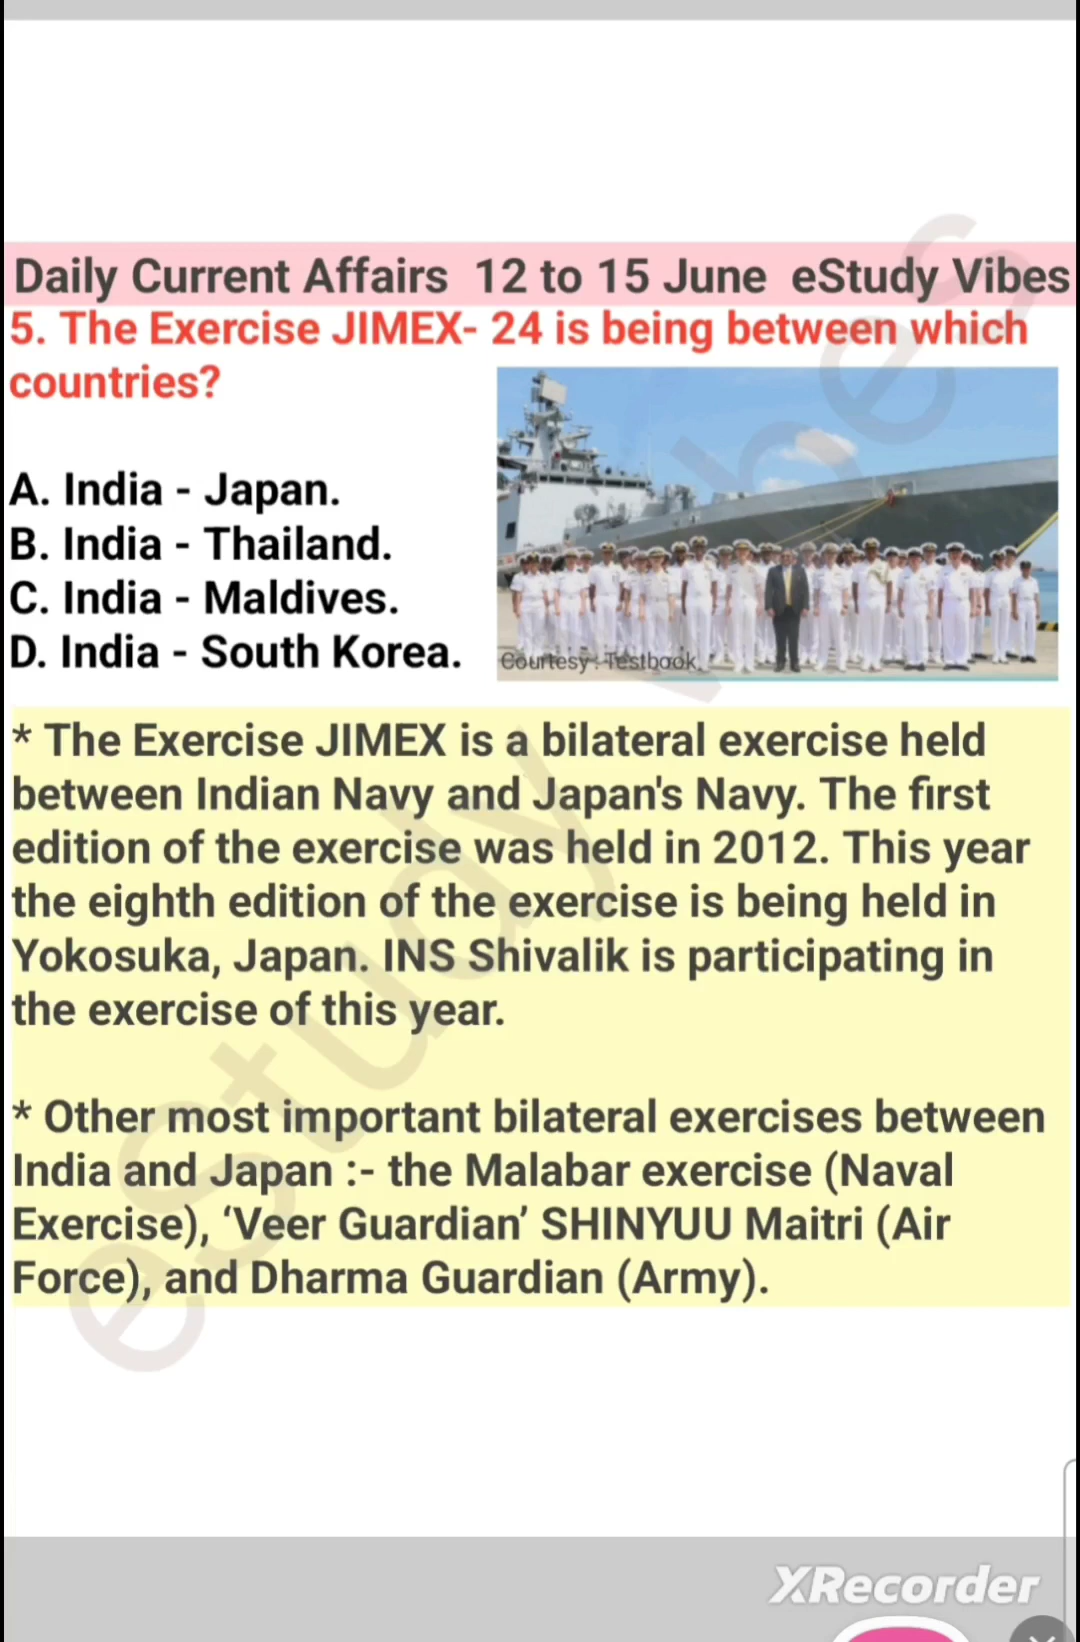 Daily Current Affairs 12 to 15 June eStudy Vibes
5. The Exercise JIMEX- 24 is being between which
countries?
A. India - Japan.
B. India - Thailand.
C. India - Maldives.
D. India - South Korea.
Courtesy : Testbook
* The Exercise JIMEX is a bilateral exercise held
between Indian Navy and Japan's Navy. The first
edition of the exercise was held in 2012. This year
the eighth edition of the exercise is being held in
Yokosuka, Japan. INS Shivalik is participating in
the exercise of this year.
* Other most important bilateral exercises between
India and Japan :- the Malabar exercise (Naval
Exercise), ‘Veer Guardian’ SHINYUU Maitri (Air
Force), and Dharma Guardian (Army).
eStudy Vibes
XRecorder